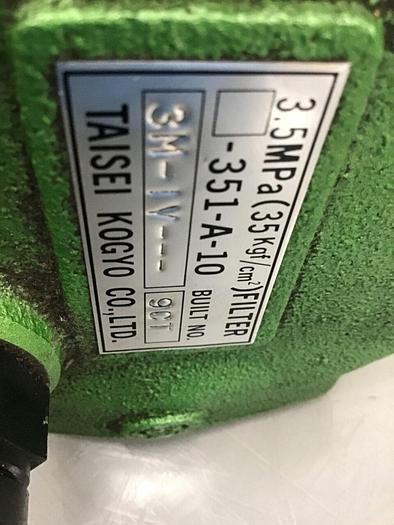 3.5MPa(35kgf/cm²)FILTER
-351-A-10 BUILT NO.
3M-1V--- 9CT
TAISEI KOGYO CO.,LTD.